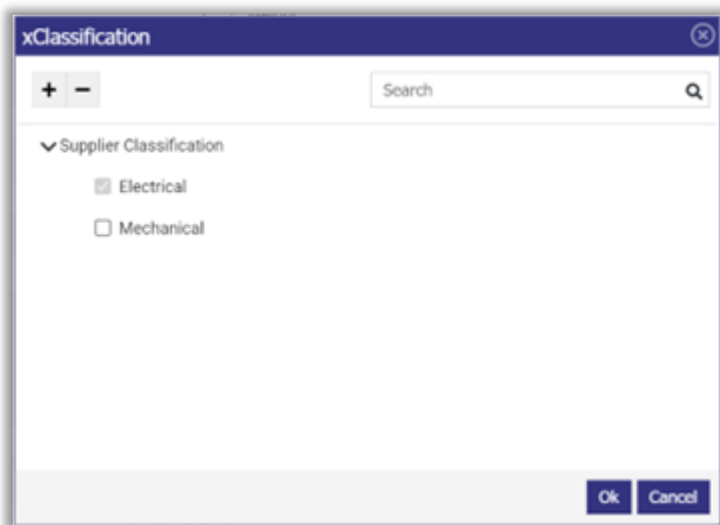 xClassification
+ − Search
Supplier Classification
Electrical
Mechanical
Ok Cancel